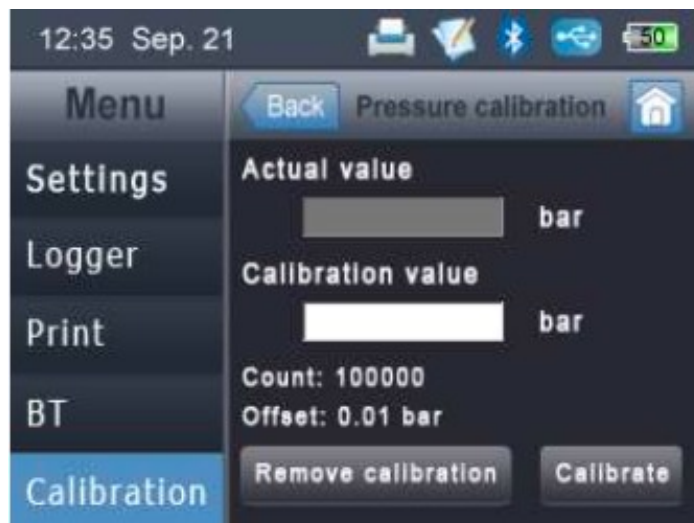 12:35 Sep. 21 50
Menu
Back Pressure calibration
Settings
Logger
Print
BT
Calibration
Actual value
bar
Calibration value
bar
Count: 100000
Offset: 0.01 bar
Remove calibration Calibrate